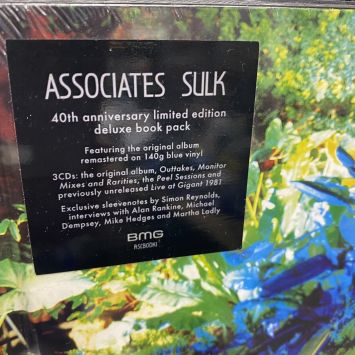 ASSOCIATES SULK
40th anniversary limited edition
deluxe book pack
Featuring the original album
remastered on 140g blue vinyl
3CDs: the original album, Outtakes, Monitor
Mixes and Rarities, the Peel Sessions and
previously unreleased Live at Gigant 1981
Exclusive sleevenotes by Simon Reynolds,
interviews with Alan Rankine, Michael
Dempsey, Mike Hedges and Martha Ladly
BMG